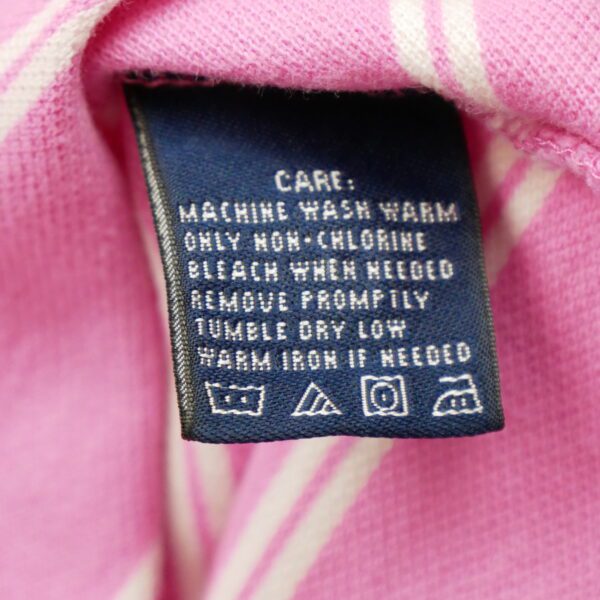 CARE:
MACHINE WASH WARM
ONLY NON-CHLORINE
BLEACH WHEN NEEDED
REMOVE PROMPTLY
TUMBLE DRY LOW
WARM IRON IF NEEDED